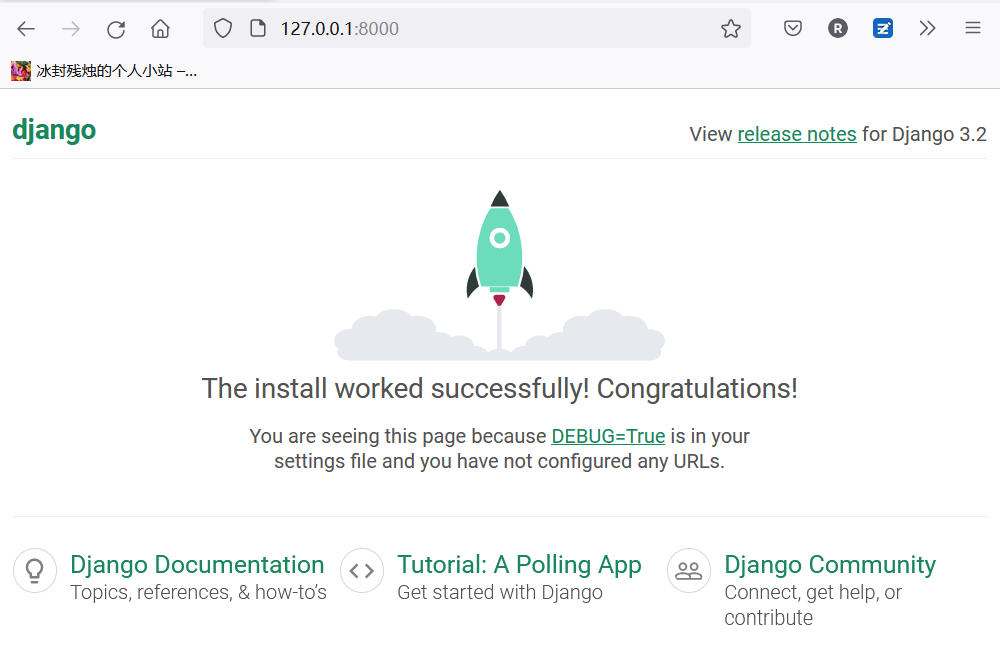 127.0.0.1:8000
R
冰封残烛的个人小站 –...
django
View release notes for Django 3.2
The install worked successfully! Congratulations!
You are seeing this page because DEBUG=True is in your
settings file and you have not configured any URLs.
Django Documentation
Topics, references, & how-to’s
Tutorial: A Polling App
Get started with Django
Django Community
Connect, get help, or
contribute